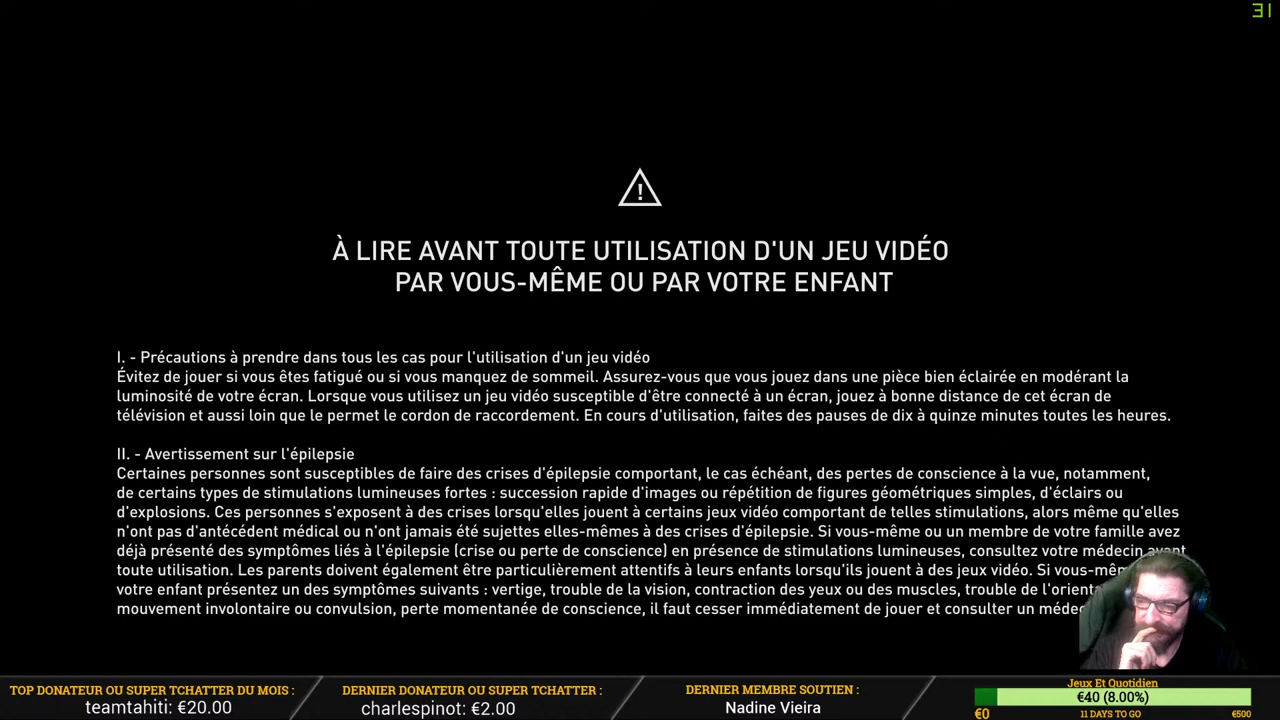 31
!
À LIRE AVANT TOUTE UTILISATION D'UN JEU VIDÉO
PAR VOUS-MÊME OU PAR VOTRE ENFANT
I. - Précautions à prendre dans tous les cas pour l'utilisation d'un jeu vidéo
Évitez de jouer si vous êtes fatigué ou si vous manquez de sommeil. Assurez-vous que vous jouez dans une pièce bien éclairée en modérant la
luminosité de votre écran. Lorsque vous utilisez un jeu vidéo susceptible d'être connecté à un écran, jouez à bonne distance de cet écran de
télévision et aussi loin que le permet le cordon de raccordement. En cours d'utilisation, faites des pauses de dix à quinze minutes toutes les heures.
II. - Avertissement sur l'épilepsie
Certaines personnes sont susceptibles de faire des crises d'épilepsie comportant, le cas échéant, des pertes de conscience à la vue, notamment,
de certains types de stimulations lumineuses fortes : succession rapide d'images ou répétition de figures géométriques simples, d'éclairs ou
d'explosions. Ces personnes s'exposent à des crises lorsqu'elles jouent à certains jeux vidéo comportant de telles stimulations, alors même qu'elles
n'ont pas d'antécédent médical ou n'ont jamais été sujettes elles-mêmes à des crises d'épilepsie. Si vous-même ou un membre de votre famille avez
déjà présenté des symptômes liés à l'épilepsie (crise ou perte de conscience) en présence de stimulations lumineuses, consultez votre médecin avant
toute utilisation. Les parents doivent également être particulièrement attentifs à leurs enfants lorsqu'ils jouent à des jeux vidéo. Si vous-mêm
votre enfant présentez un des symptômes suivants : vertige, trouble de la vision, contraction des yeux ou des muscles, trouble de l'orienta
mouvement involontaire ou convulsion, perte momentanée de conscience, il faut cesser immédiatement de jouer et consulter un médec
TOP DONATEUR OU SUPER TCHATTER DU MOIS :
teamtahiti: €20.00
DERNIER DONATEUR OU SUPER TCHATTER :
charlespinot: €2.00
DERNIER MEMBRE SOUTIEN :
Nadine Vieira
Jeux Et Quotidien
€40 (8.00%)
€0
11 DAYS TO GO
€500